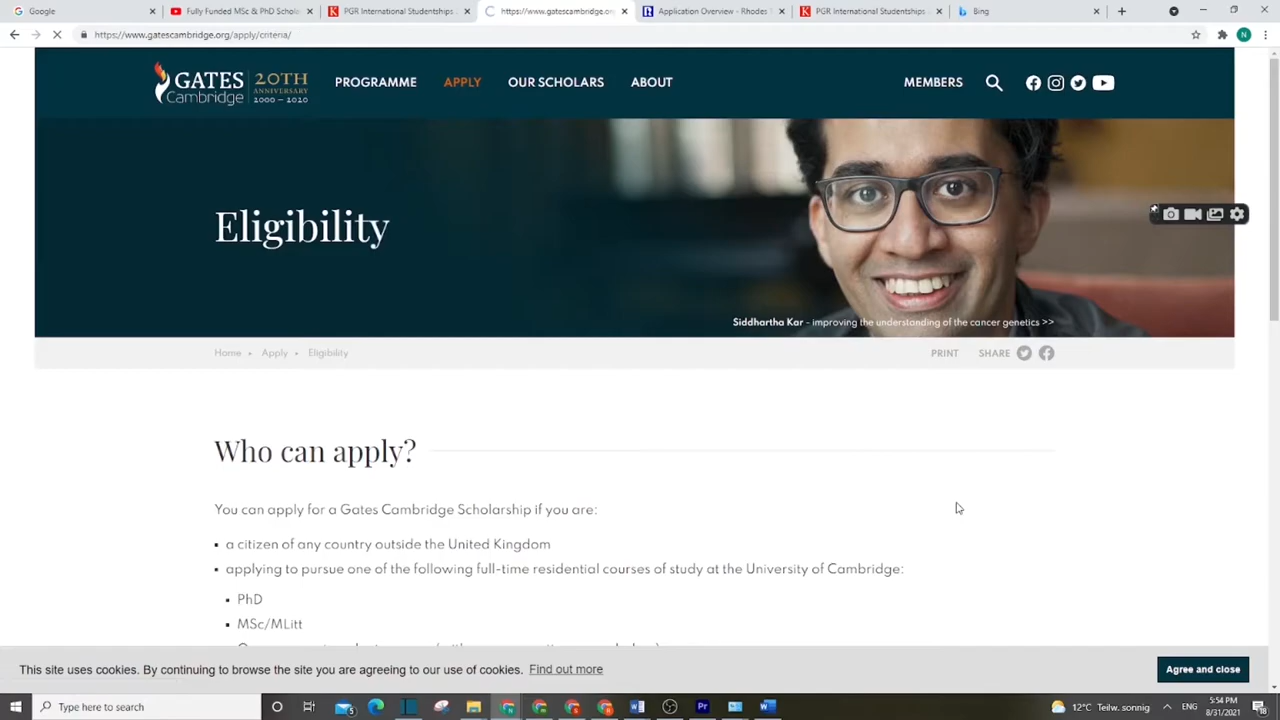 Google
Fully Funded MSc & PhD Schola
PGR International Studentships
https://www.gatescambridge.or
Application Overview - Rhodes
PGR International Studentships
Bing
https://www.gatescambridge.org/apply/criteria/
N
GATES Cambridge
20TH ANNIVERSARY 2000 – 2020
PROGRAMME
APPLY
OUR SCHOLARS
ABOUT
MEMBERS
Eligibility
Siddhartha Kar - improving the understanding of the cancer genetics >>
Home
Apply
Eligibility
PRINT
SHARE
Who can apply?
You can apply for a Gates Cambridge Scholarship if you are:
a citizen of any country outside the United Kingdom
applying to pursue one of the following full-time residential courses of study at the University of Cambridge:
PhD
MSc/MLitt
This site uses cookies. By continuing to browse the site you are agreeing to our use of cookies. Find out more
Agree and close
Type here to search
12°C Teilw. sonnig
ENG
5:54 PM
8/31/2021